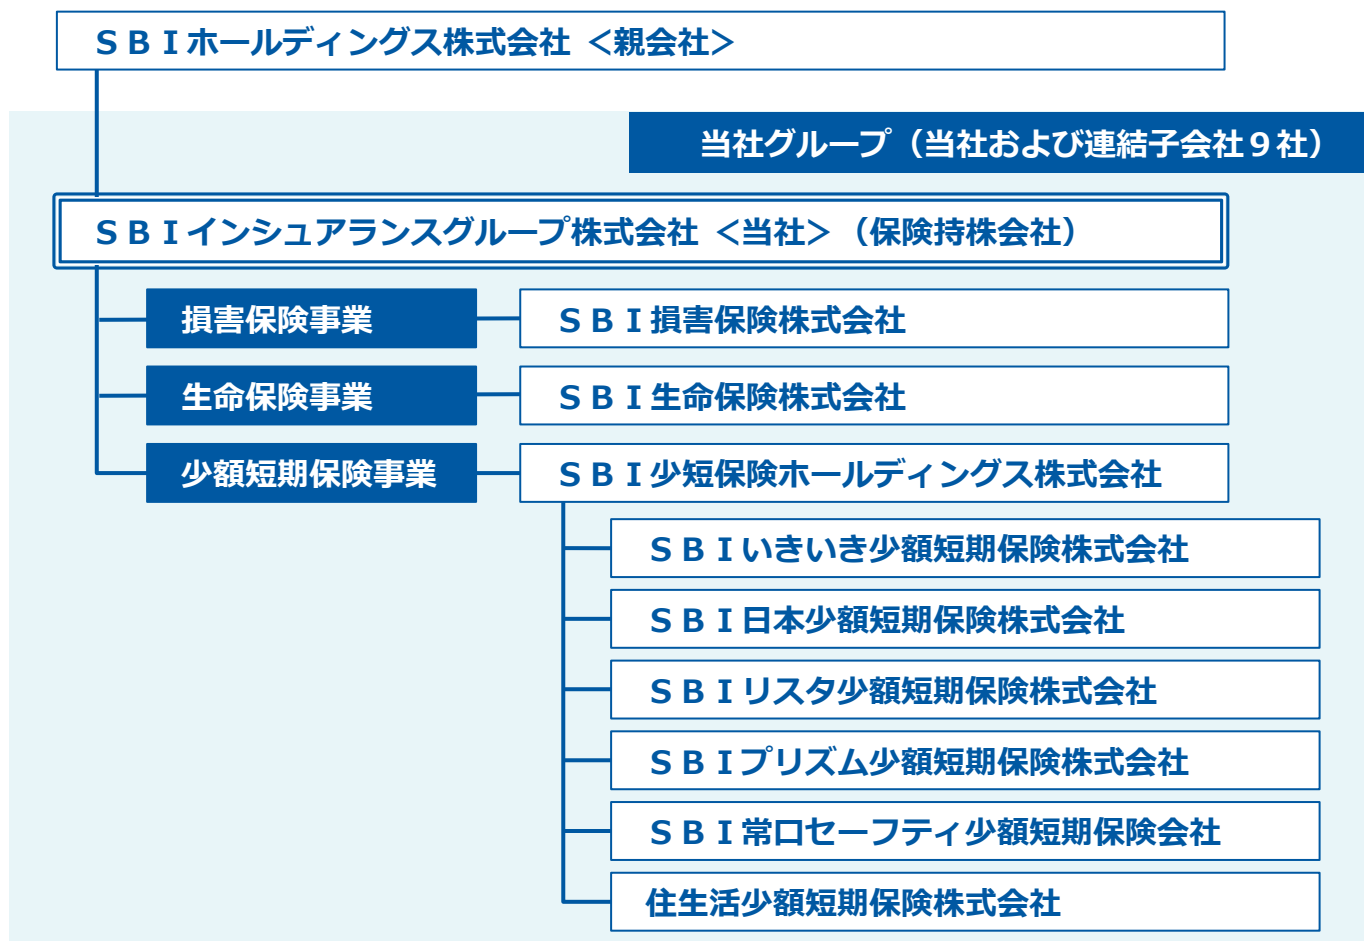 ＳＢＩホールディングス株式会社 ＜親会社＞
当社グループ（当社および連結子会社９社）
ＳＢＩインシュアランスグループ株式会社 ＜当社＞（保険持株会社）
損害保険事業
ＳＢＩ損害保険株式会社
生命保険事業
ＳＢＩ生命保険株式会社
少額短期保険事業
ＳＢＩ少短保険ホールディングス株式会社
ＳＢＩいきいき少額短期保険株式会社
ＳＢＩ日本少額短期保険株式会社
ＳＢＩリスタ少額短期保険株式会社
ＳＢＩプリズム少額短期保険株式会社
ＳＢＩ常口セーフティ少額短期保険会社
住生活少額短期保険株式会社